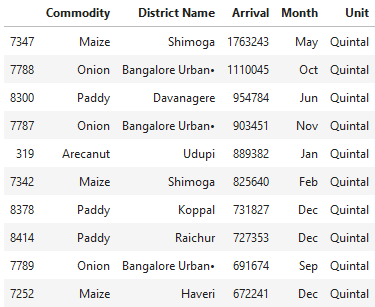 Commodity District Name Arrival Month Unit
7347 Maize Shimoga 1763243 May Quintal
7788 Onion Bangalore Urban• 1110045 Oct Quintal
8300 Paddy Davanagere 954784 Jun Quintal
7787 Onion Bangalore Urban• 903451 Nov Quintal
319 Arecanut Udupi 889382 Jan Quintal
7342 Maize Shimoga 825640 Feb Quintal
8378 Paddy Koppal 731827 Dec Quintal
8414 Paddy Raichur 727353 Dec Quintal
7789 Onion Bangalore Urban• 691674 Sep Quintal
7252 Maize Haveri 672241 Dec Quintal